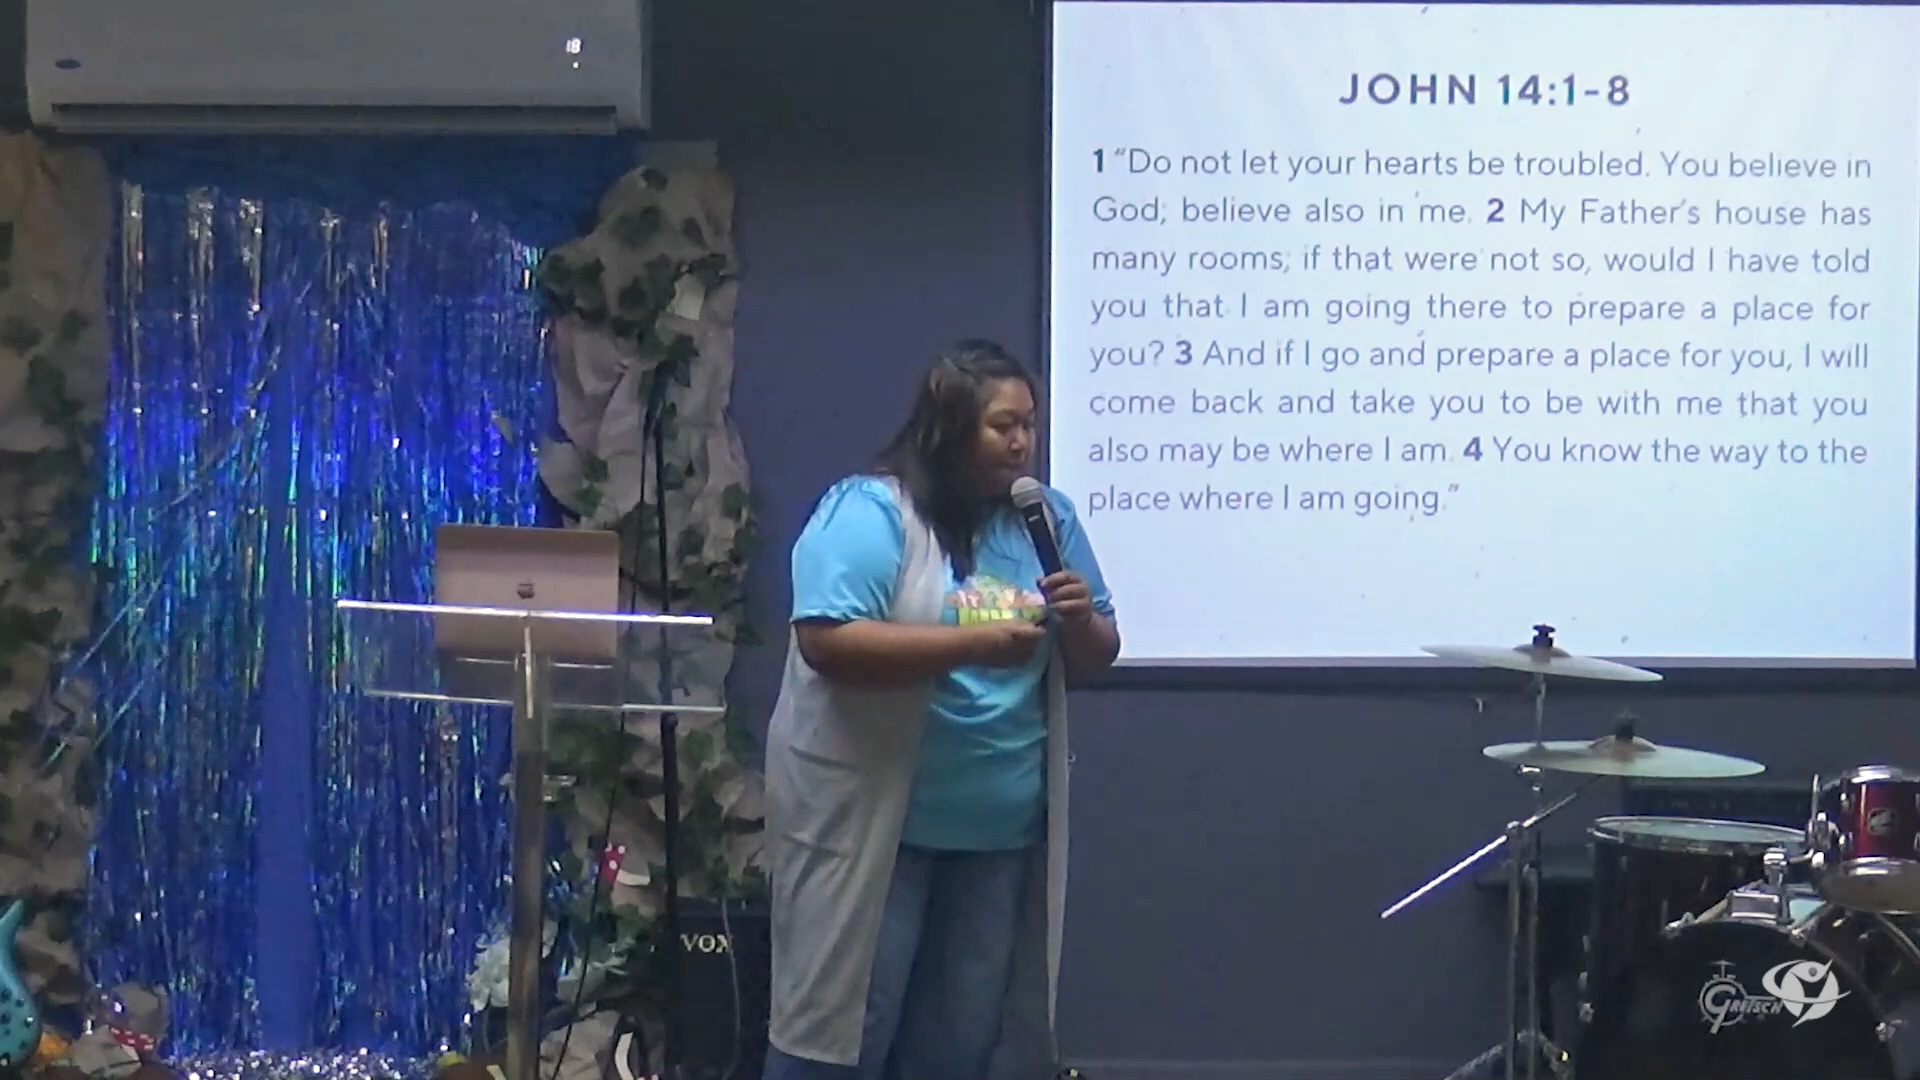 18
JOHN 14:1-8
1 “Do not let your hearts be troubled. You believe in
God; believe also in me. 2 My Father's house has
many rooms; if that were not so, would I have told
you that I am going there to prepare a place for
you? 3 And if I go and prepare a place for you, I will
come back and take you to be with me that you
also may be where I am. 4 You know the way to the
place where I am going.”
VOX
GRETSCH